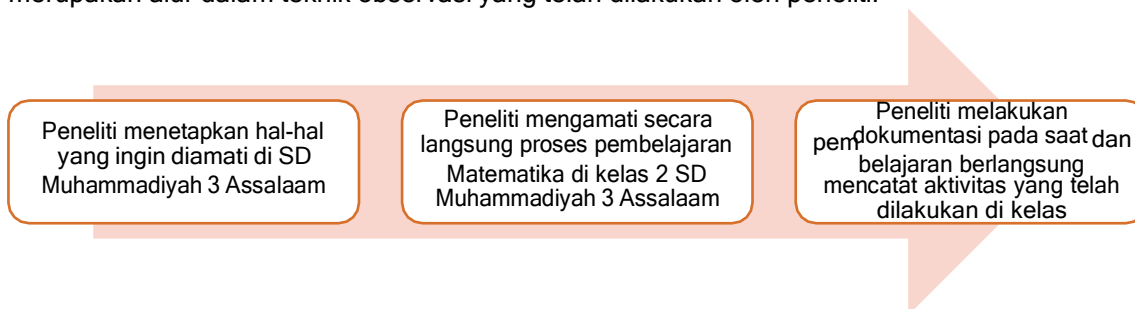 merupakan alur dalam teknik observasi yang telah dilakukan oleh peneliti.
Peneliti menetapkan hal-hal
yang ingin diamati di SD
Muhammadiyah 3 Assalaam
Peneliti mengamati secara
langsung proses pembelajaran
Matematika di kelas 2 SD
Muhammadiyah 3 Assalaam
Peneliti melakukan
pemdokumentasi pada saat dan
belajaran berlangsung
mencatat aktivitas yang telah
dilakukan di kelas